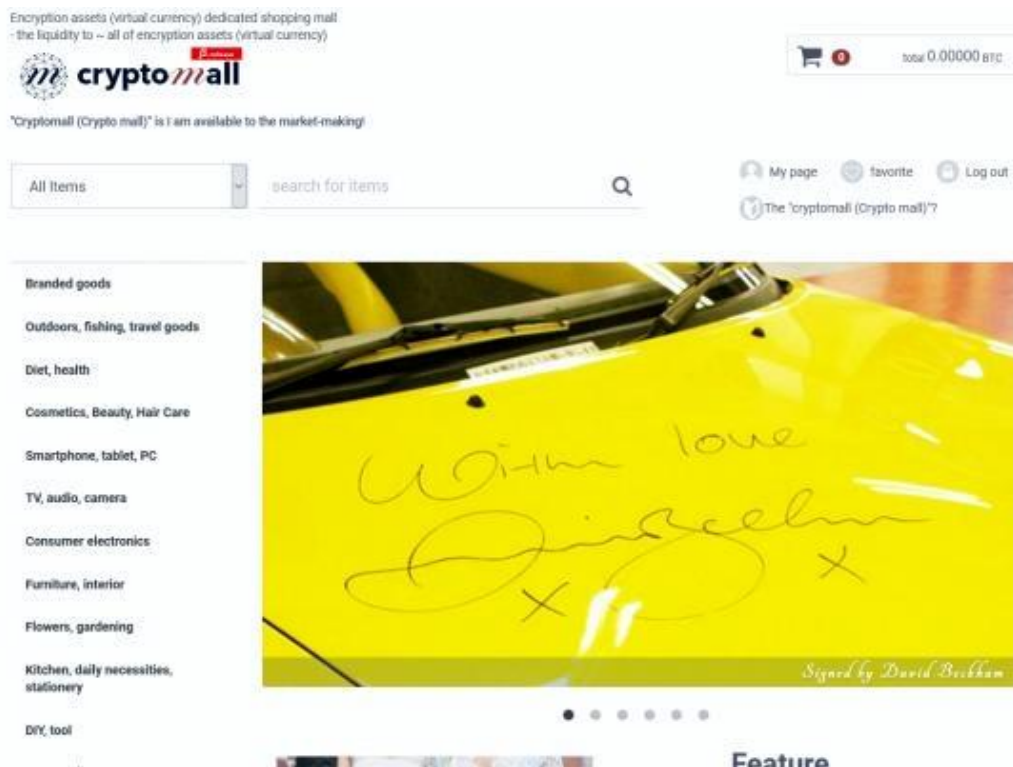 Encryption assets (virtual currency) dedicated shopping mall
- the liquidity to ~ all of encryption assets (virtual currency)
cryptomall
0
total 0.00000 BTC
"Cryptomall (Crypto mall)" is I am available to the market-making!
All Items
search for items
My page
favorite
Log out
The "cryptomall (Crypto mall)"?
Branded goods
Outdoors, fishing, travel goods
Diet, health
Cosmetics, Beauty, Hair Care
Smartphone, tablet, PC
TV, audio, camera
Consumer electronics
Furniture, interior
Flowers, gardening
Kitchen, daily necessities,
stationery
DIY, tool
With love
Signed by David Beckham
Feature